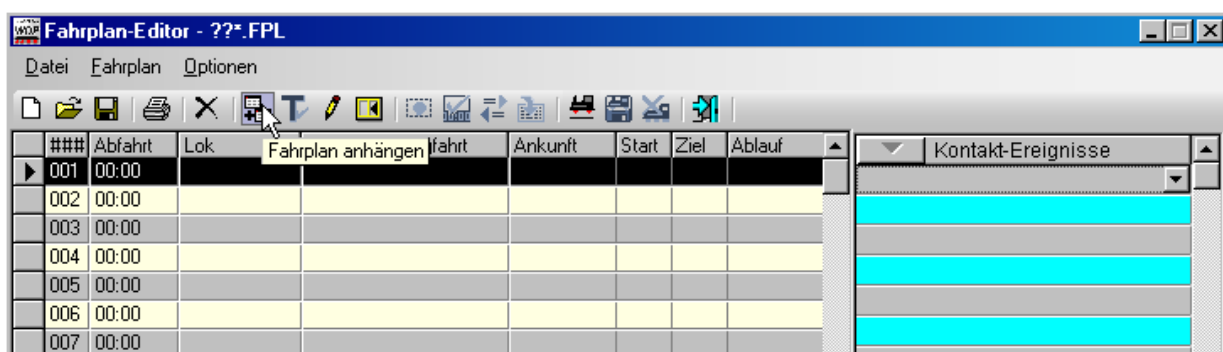 Fahrplan-Editor - ??*.FPL
Datei Fahrplan Optionen
### Abfahrt Lok fahrt Ankunft Start Ziel Ablauf Kontakt-Ereignisse
Fahrplan anhängen
001 00:00
002 00:00
003 00:00
004 00:00
005 00:00
006 00:00
007 00:00